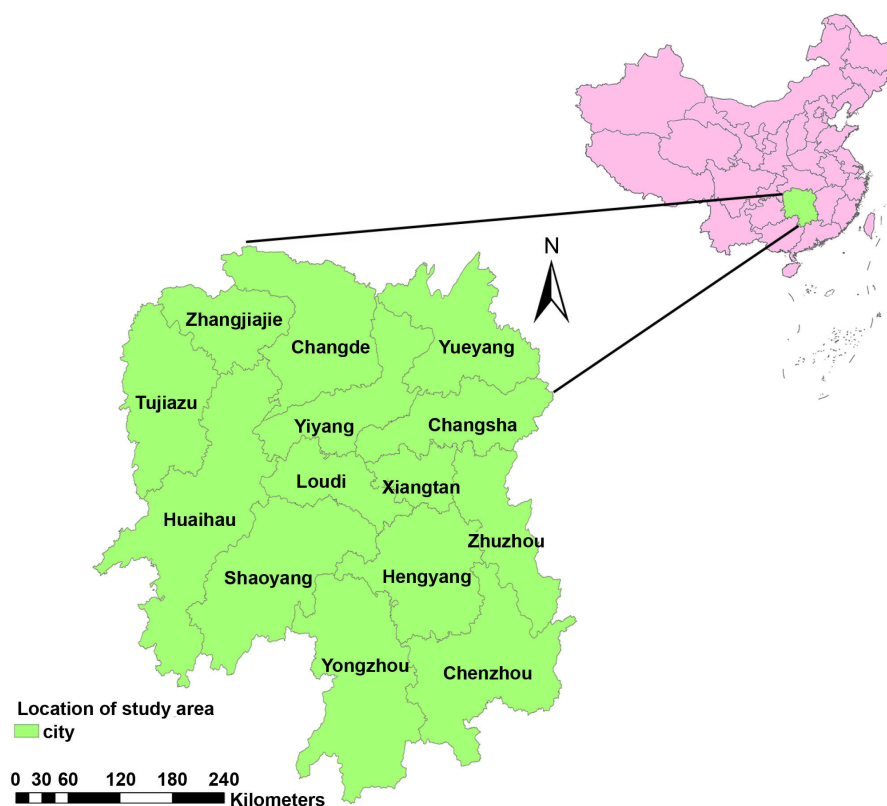 N
Zhangjiajie
Changde
Yueyang
Tujiazu
Yiyang
Changsha
Loudi
Xiangtan
Huaihau
Zhuzhou
Shaoyang
Hengyang
Yongzhou
Chenzhou
Location of study area
city
0 30 60 120 180 240
Kilometers